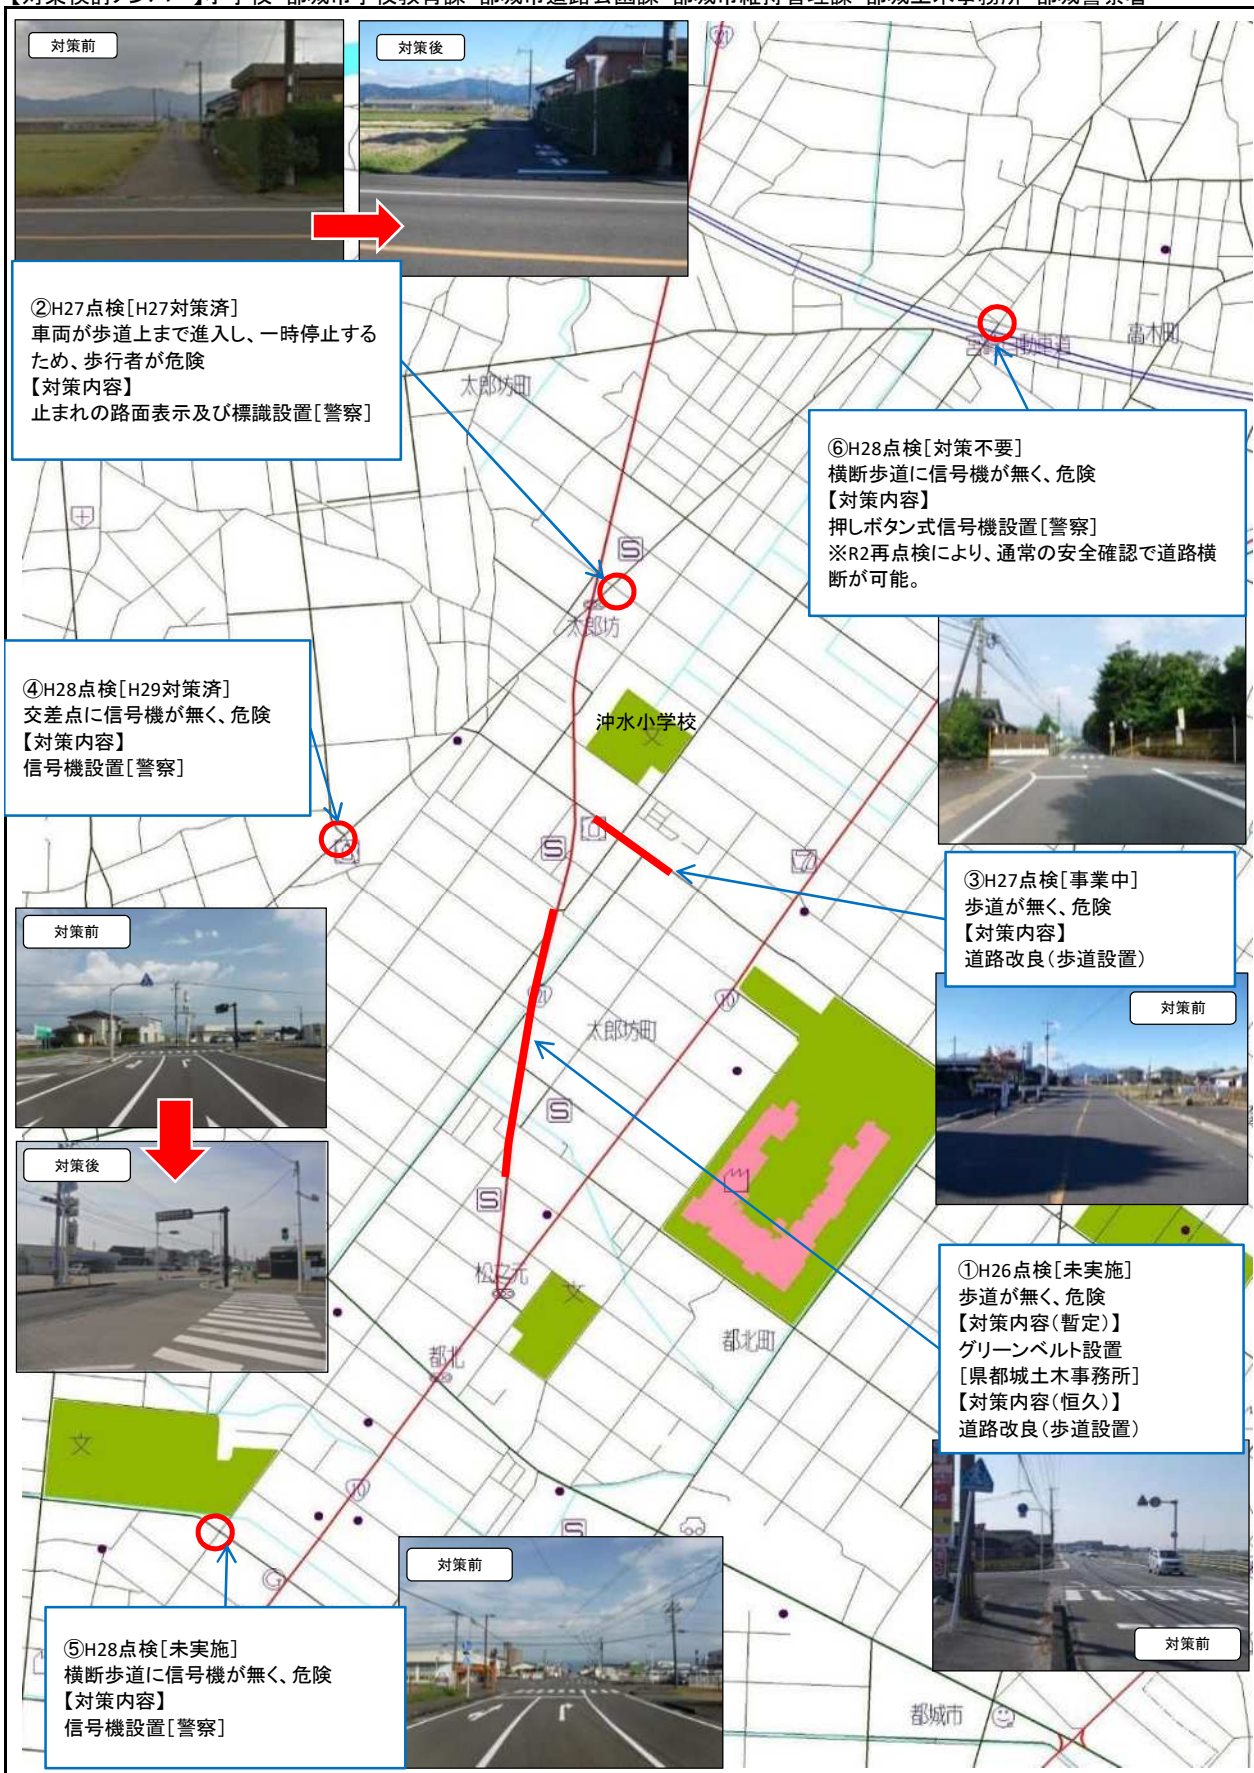 対策前
対策後
②H27点検[H27対策済]
車両が歩道上まで進入し、一時停止する
ため、歩行者が危険
【対策内容】
止まれの路面表示及び標識設置[警察]
高木町
太郎坊町
⑥H28点検[対策不要]
横断歩道に信号機が無く、危険
【対策内容】
押しボタン式信号機設置[警察]
※R2再点検により、通常の安全確認で道路横
断が可能。
太郎坊
④H28点検[H29対策済]
交差点に信号機が無く、危険
【対策内容】
信号機設置[警察]
沖水小学校
文
③H27点検[事業中]
歩道が無く、危険
【対策内容】
道路改良(歩道設置)
対策前
対策前
21
10
太郎坊町
対策後
①H26点検[未実施]
歩道が無く、危険
【対策内容(暫定)】
グリーンベルト設置
[県都城土木事務所]
【対策内容(恒久)】
道路改良(歩道設置)
松之元
文
都北町
都北
文
10
対策前
対策前
⑤H28点検[未実施]
横断歩道に信号機が無く、危険
【対策内容】
信号機設置[警察]
都城市